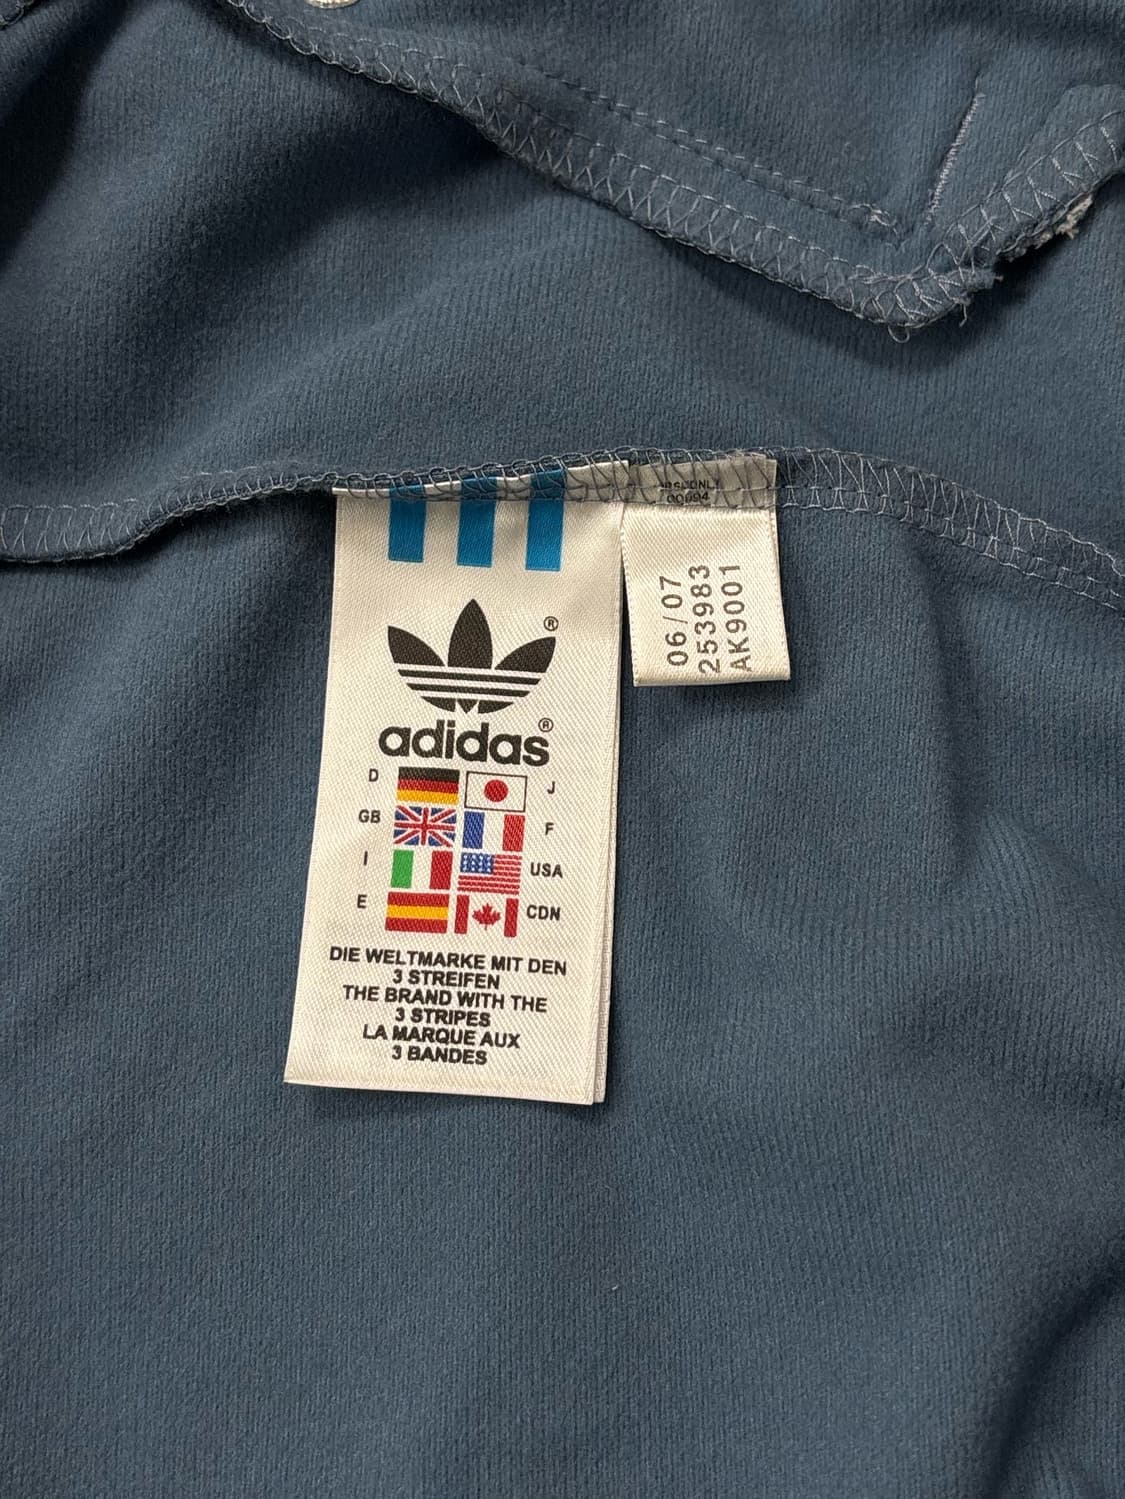 ®
adidas®
D
J
GB
F
I
USA
E
CDN
DIE WELTMARKE MIT DEN
3 STREIFEN
THE BRAND WITH THE
3 STRIPES
LA MARQUE AUX
3 BANDES
06/07
253983
AK9001